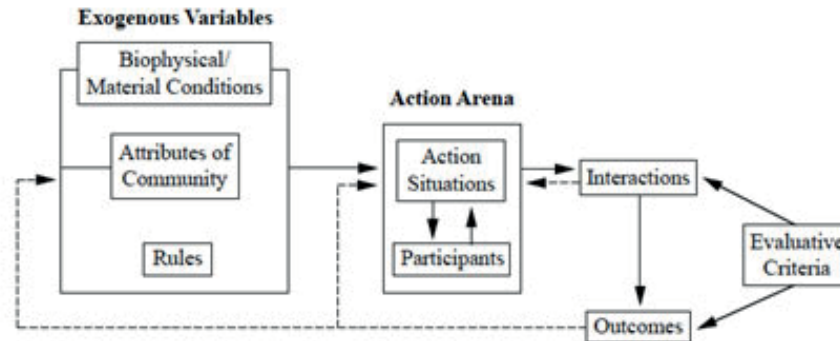 Exogenous Variables
Biophysical/
Material Conditions
Attributes of
Community
Rules
Action Arena
Action
Situations
Participants
Interactions
Outcomes
Evaluative
Criteria